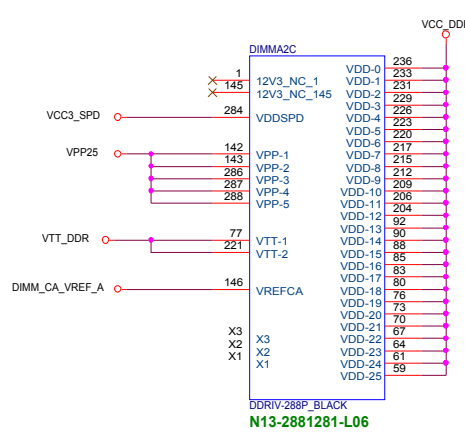 VCC_DD
DIMMA2C
1 12V3_NC_1 VDD-0 236
145 12V3_NC_145 VDD-1 233
VDD-2 231
VDD-3 229
VCC3_SPD 284 VDDSPD VDD-4 226
VDD-5 223
VDD-6 220
VPP25 142 VPP-1 VDD-7 217
143 VPP-2 VDD-8 215
286 VPP-3 VDD-9 212
287 VPP-4 VDD-10 209
288 VPP-5 VDD-11 206
VDD-12 204
VDD-13 92
VTT_DDR 77 VTT-1 VDD-14 90
221 VTT-2 VDD-15 88
VDD-16 85
VDD-17 83
DIMM_CA_VREF_A 146 VREFCA VDD-18 80
VDD-19 76
VDD-20 73
VDD-21 70
X3 X3 VDD-22 67
X2 X2 VDD-23 64
X1 X1 VDD-24 61
VDD-25 59
DDRIV-288P_BLACK
N13-2881281-L06